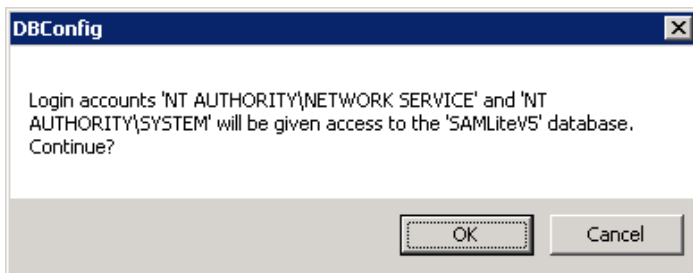 DBConfig
Login accounts 'NT AUTHORITY\NETWORK SERVICE' and 'NT
AUTHORITY\SYSTEM' will be given access to the 'SAMLiteV5' database.
Continue?
OK Cancel